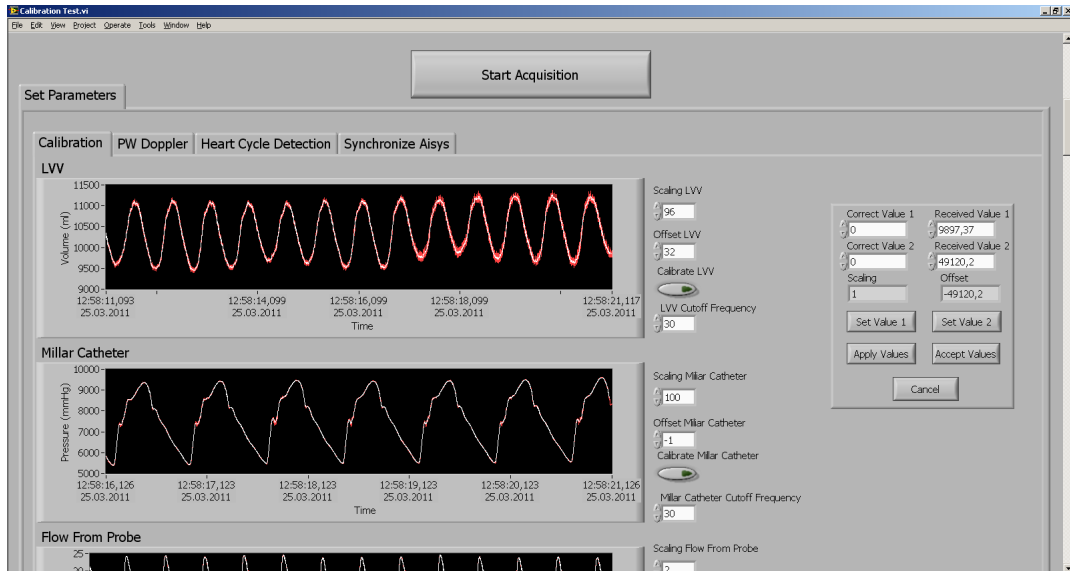 Calibration Test.vi
File Edit View Project Operate Tools Window Help
Start Acquisition
Set Parameters
Calibration PW Doppler Heart Cycle Detection Synchronize Aisys
LVV
Volume (ml)
11500
11000
10500
10000
9500
9000
12:58:11,093 12:58:14,099 12:58:16,099 12:58:18,099 12:58:21,117
25.03.2011 25.03.2011 25.03.2011 25.03.2011 25.03.2011
Time
Scaling LVV
96
Offset LVV
32
Calibrate LVV
LVV Cutoff Frequency
30
Correct Value 1 Received Value 1
0 9897,37
Correct Value 2 Received Value 2
0 49120,2
Scaling Offset
1 -49120,2
Set Value 1 Set Value 2
Apply Values Accept Values
Cancel
Millar Catheter
Pressure (mmHg)
10000
9000
8000
7000
6000
5000
12:58:16,126 12:58:17,123 12:58:18,123 12:58:19,123 12:58:20,123 12:58:21,126
25.03.2011 25.03.2011 25.03.2011 25.03.2011 25.03.2011 25.03.2011
Time
Scaling Millar Catheter
100
Offset Millar Catheter
-1
Calibrate Millar Catheter
Millar Catheter Cutoff Frequency
30
Flow From Probe
25
20
Scaling Flow From Probe
2